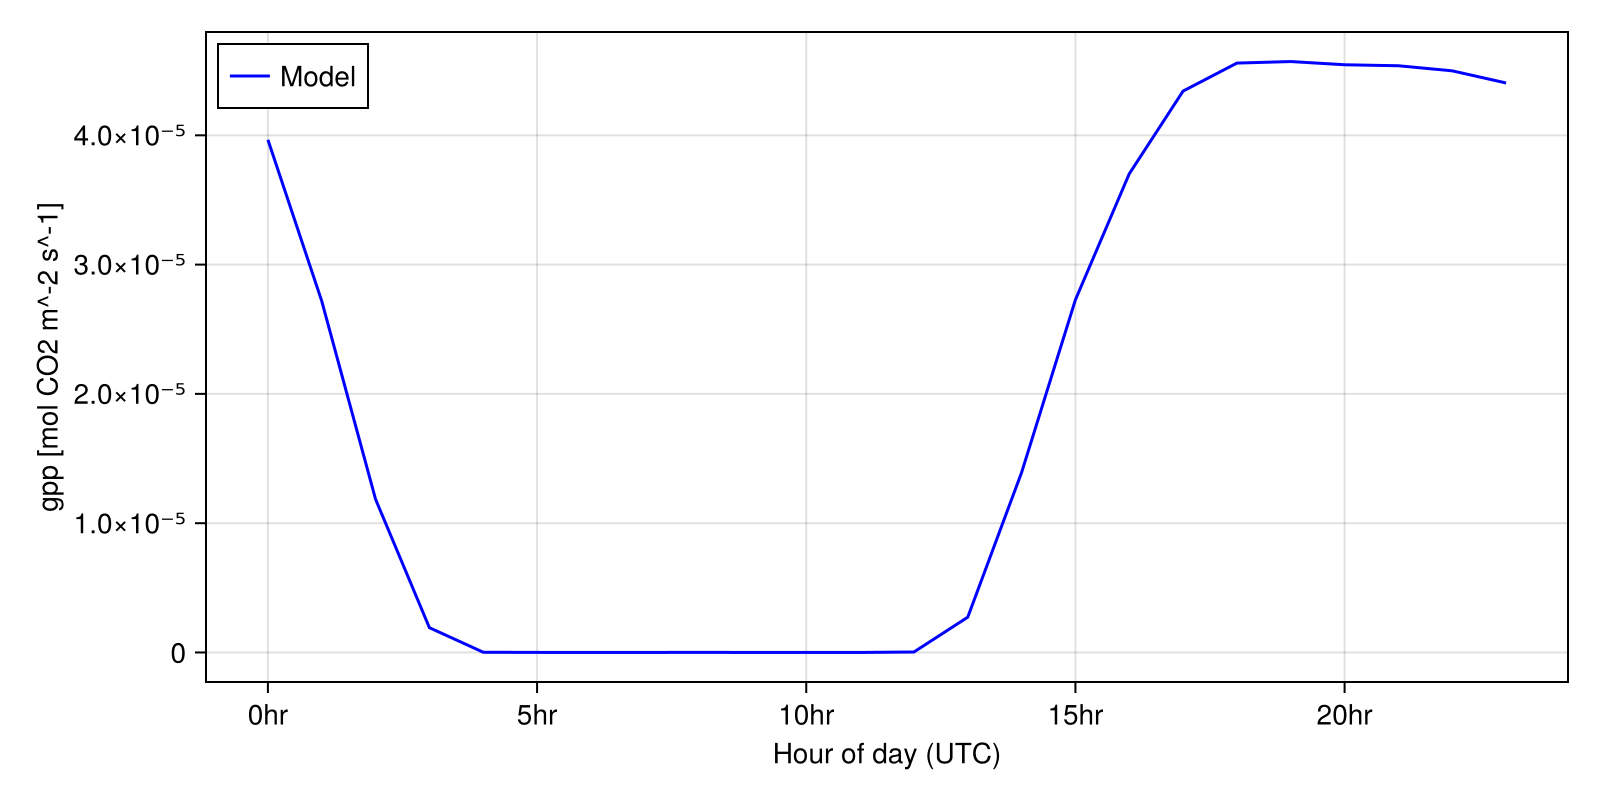 Model
4.0×10⁻⁵
3.0×10⁻⁵
2.0×10⁻⁵
1.0×10⁻⁵
0
gpp [mol CO2 m^-2 s^-1]
0hr 5hr 10hr 15hr 20hr
Hour of day (UTC)